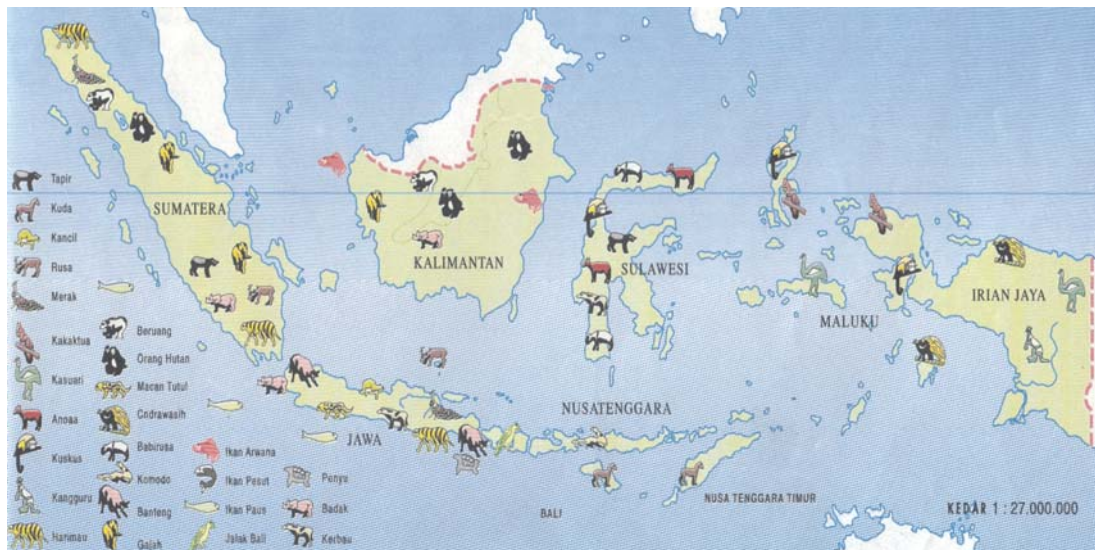 SUMATERA
KALIMANTAN
SULAWESI
MALUKU
IRIAN JAYA
JAWA
NUSATENGGARA
BALI
NUSA TENGGARA TIMUR
KEDAR 1 : 27.000.000
Tapir
Kuda
Kancil
Rusa
Merak
Kakaktua
Kasuari
Anoaa
Kuskus
Kangguru
Harimau
Beruang
Orang Hutan
Macan Tutul
Cndrawasih
Babirusa
Komodo
Banteng
Gajah
Ikan Arwana
Ikan Pesut
Ikan Paus
Jalak Bali
Penyu
Badak
Kerbau